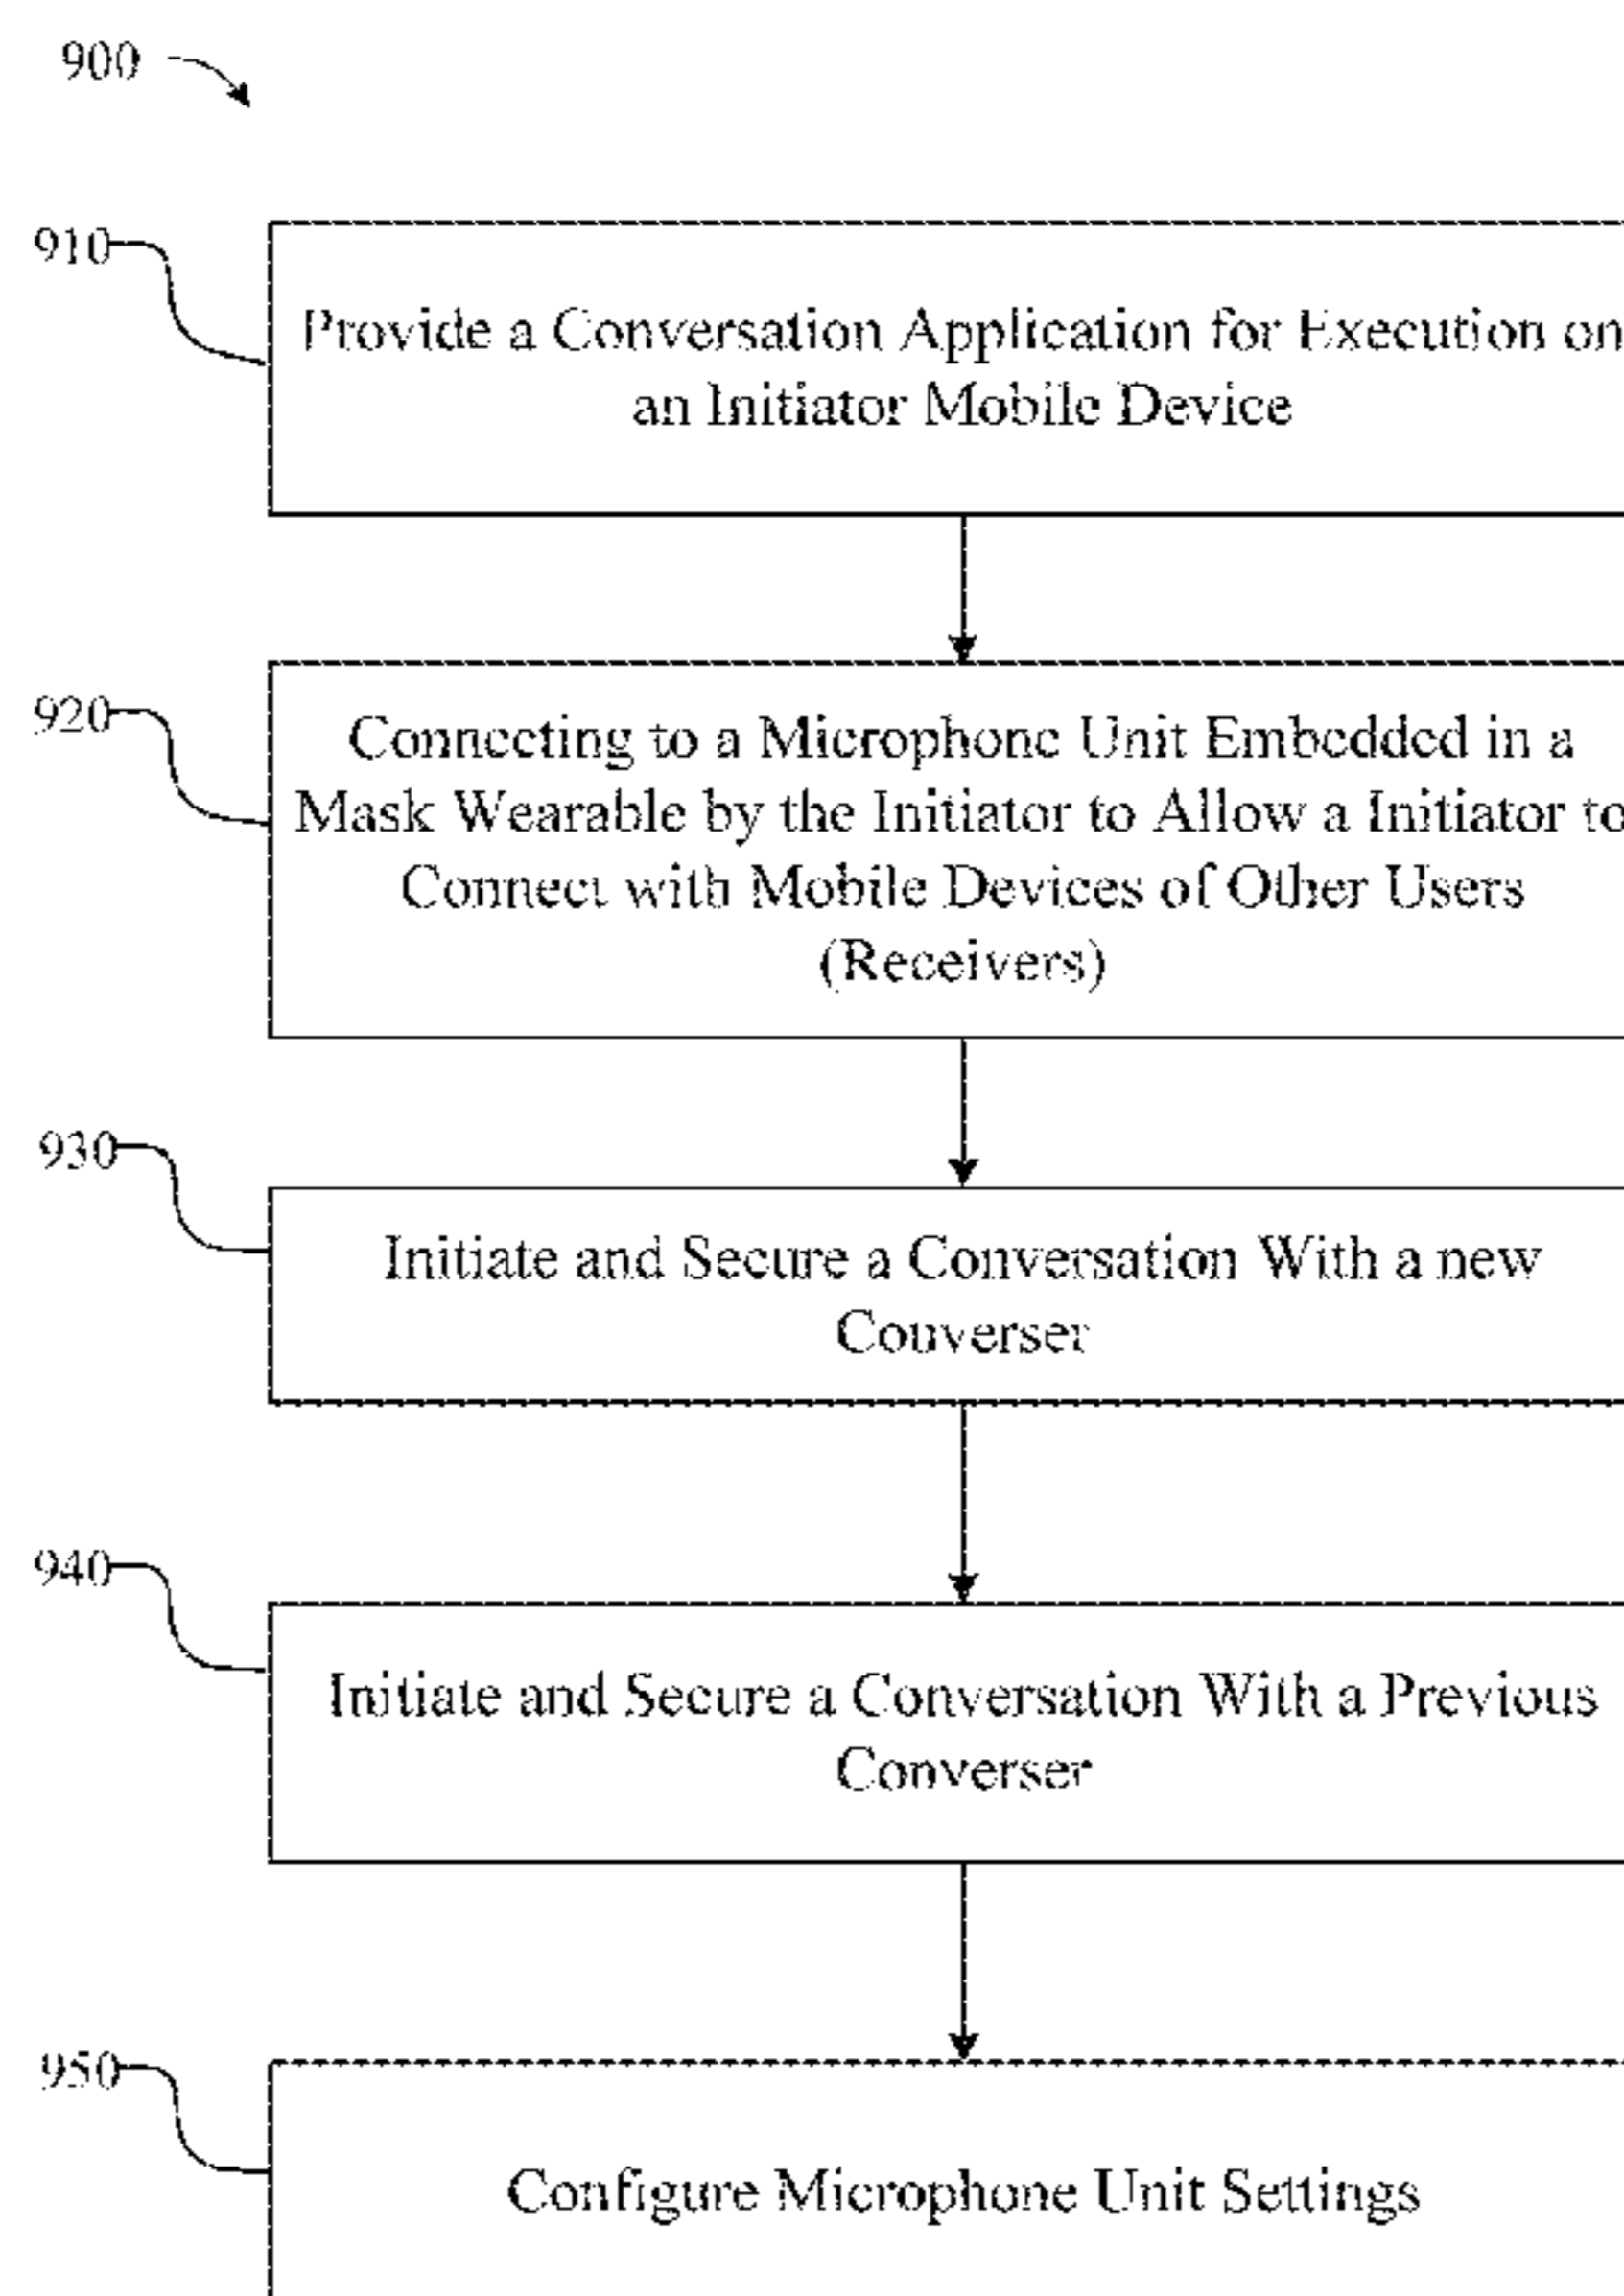 900
910
Provide a Conversation Application for Execution on
an Initiator Mobile Device
920
Connecting to a Microphone Unit Embedded in a
Mask Wearable by the Initiator to Allow a Initiator to
Connect with Mobile Devices of Other Users
(Receivers)
930
Initiate and Secure a Conversation With a new
Converser
940
Initiate and Secure a Conversation With a Previous
Converser
950
Configure Microphone Unit Settings